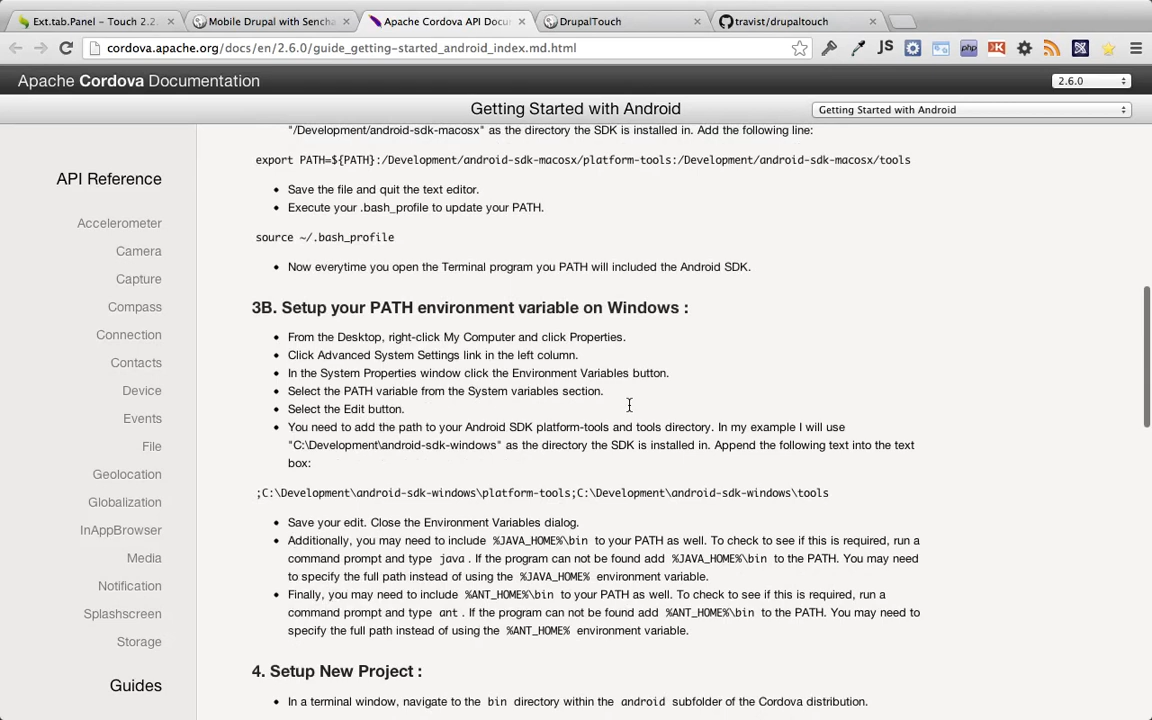 Ext.tab.Panel - Touch 2.2.
Mobile Drupal with Sencha
Apache Cordova API Docu
DrupalTouch
travist/drupaltouch
cordova.apache.org/docs/en/2.6.0/guide_getting-started_android_index.md.html
JS
php
Apache Cordova Documentation
2.6.0
Getting Started with Android
Getting Started with Android
API Reference
Accelerometer
Camera
Capture
Compass
Connection
Contacts
Device
Events
File
Geolocation
Globalization
InAppBrowser
Media
Notification
Splashscreen
Storage
Guides
"/Development/android-sdk-macosx" as the directory the SDK is installed in. Add the following line:
export PATH=${PATH}:/Development/android-sdk-macosx/platform-tools:/Development/android-sdk-macosx/tools
• Save the file and quit the text editor.
• Execute your .bash_profile to update your PATH.
source ~/.bash_profile
• Now everytime you open the Terminal program you PATH will included the Android SDK.
3B. Setup your PATH environment variable on Windows :
• From the Desktop, right-click My Computer and click Properties.
• Click Advanced System Settings link in the left column.
• In the System Properties window click the Environment Variables button.
• Select the PATH variable from the System variables section.
• Select the Edit button.
• You need to add the path to your Android SDK platform-tools and tools directory. In my example I will use
"C:\Development\android-sdk-windows" as the directory the SDK is installed in. Append the following text into the text
box:
;C:\Development\android-sdk-windows\platform-tools;C:\Development\android-sdk-windows\tools
• Save your edit. Close the Environment Variables dialog.
• Additionally, you may need to include %JAVA_HOME%\bin to your PATH as well. To check to see if this is required, run a
command prompt and type java . If the program can not be found add %JAVA_HOME%\bin to the PATH. You may need
to specify the full path instead of using the %JAVA_HOME% environment variable.
• Finally, you may need to include %ANT_HOME%\bin to your PATH as well. To check to see if this is required, run a
command prompt and type ant . If the program can not be found add %ANT_HOME%\bin to the PATH. You may need to
specify the full path instead of using the %ANT_HOME% environment variable.
4. Setup New Project :
• In a terminal window, navigate to the bin directory within the android subfolder of the Cordova distribution.